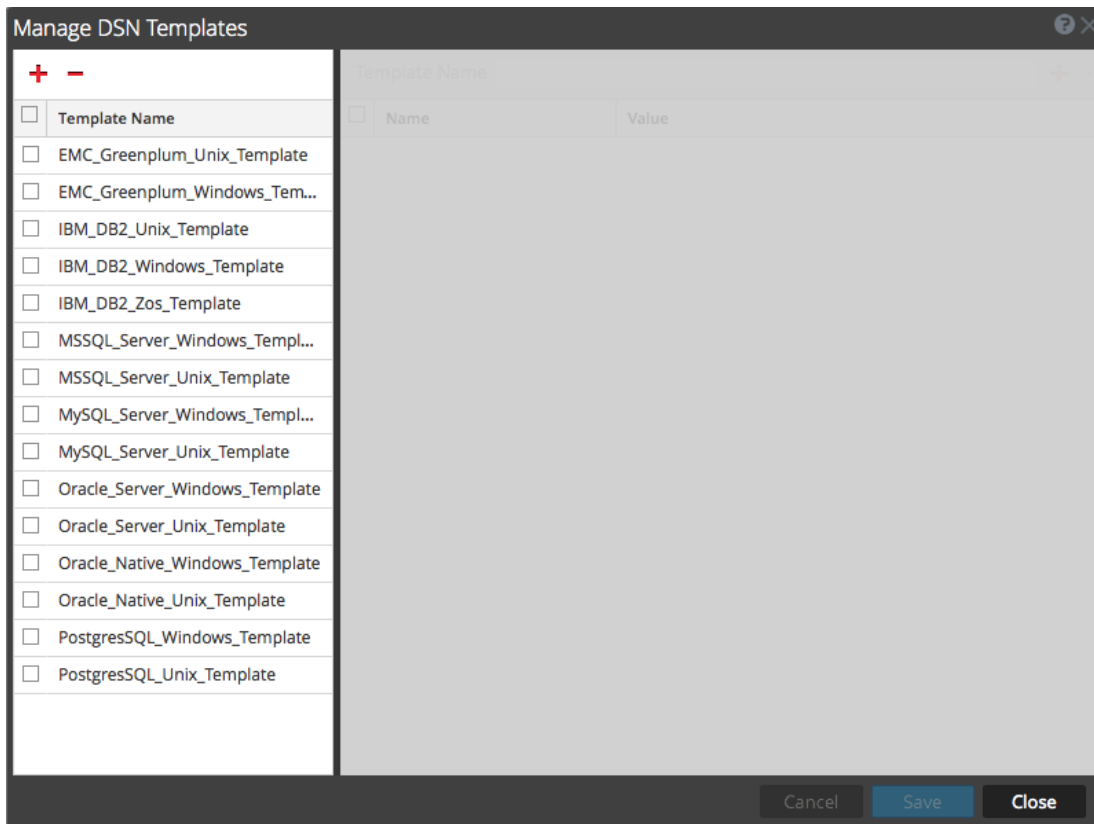 Manage DSN Templates
Template Name
Template Name
Name Value
EMC_Greenplum_Unix_Template
EMC_Greenplum_Windows_Tem...
IBM_DB2_Unix_Template
IBM_DB2_Windows_Template
IBM_DB2_Zos_Template
MSSQL_Server_Windows_Templ...
MSSQL_Server_Unix_Template
MySQL_Server_Windows_Templ...
MySQL_Server_Unix_Template
Oracle_Server_Windows_Template
Oracle_Server_Unix_Template
Oracle_Native_Windows_Template
Oracle_Native_Unix_Template
PostgresSQL_Windows_Template
PostgresSQL_Unix_Template
Cancel Save Close